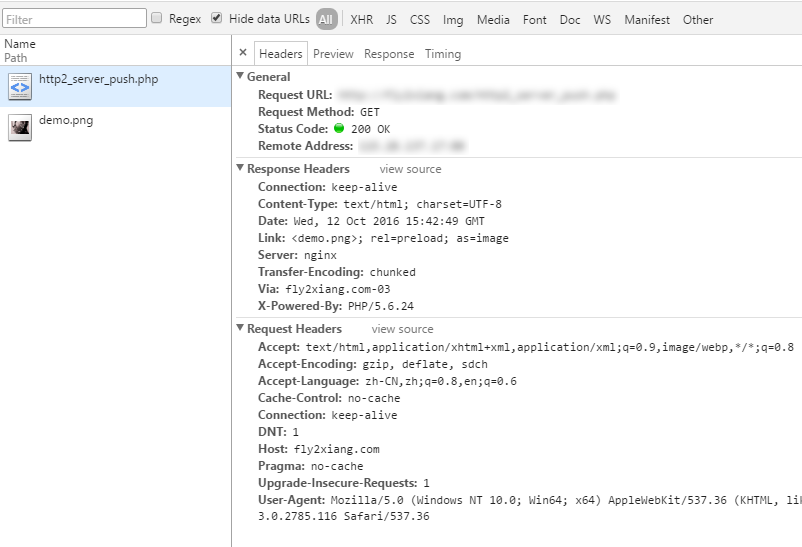 Filter Regex Hide data URLs All XHR JS CSS Img Media Font Doc WS Manifest Other
Name
Path
http2_server_push.php
demo.png
× Headers Preview Response Timing
General
Request URL:
Request Method: GET
Status Code: 200 OK
Remote Address:
Response Headers view source
Connection: keep-alive
Content-Type: text/html; charset=UTF-8
Date: Wed, 12 Oct 2016 15:42:49 GMT
Link: <demo.png>; rel=preload; as=image
Server: nginx
Transfer-Encoding: chunked
Via: fly2xiang.com-03
X-Powered-By: PHP/5.6.24
Request Headers view source
Accept: text/html,application/xhtml+xml,application/xml;q=0.9,image/webp,*/*;q=0.8
Accept-Encoding: gzip, deflate, sdch
Accept-Language: zh-CN,zh;q=0.8,en;q=0.6
Cache-Control: no-cache
Connection: keep-alive
DNT: 1
Host: fly2xiang.com
Pragma: no-cache
Upgrade-Insecure-Requests: 1
User-Agent: Mozilla/5.0 (Windows NT 10.0; Win64; x64) AppleWebKit/537.36 (KHTML, li
3.0.2785.116 Safari/537.36